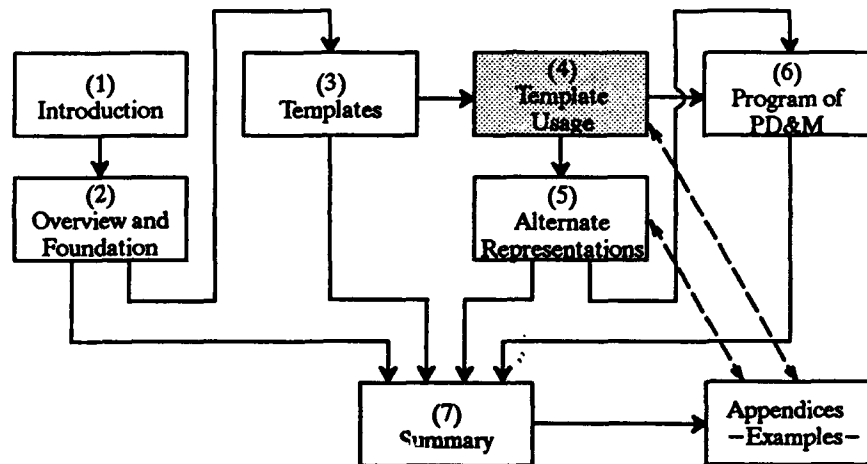 (1)
Introduction
(2)
Overview and
Foundation
(3)
Templates
(4)
Template
Usage
(5)
Alternate
Representations
(6)
Program of
PD&M
(7)
Summary
Appendices
–Examples–